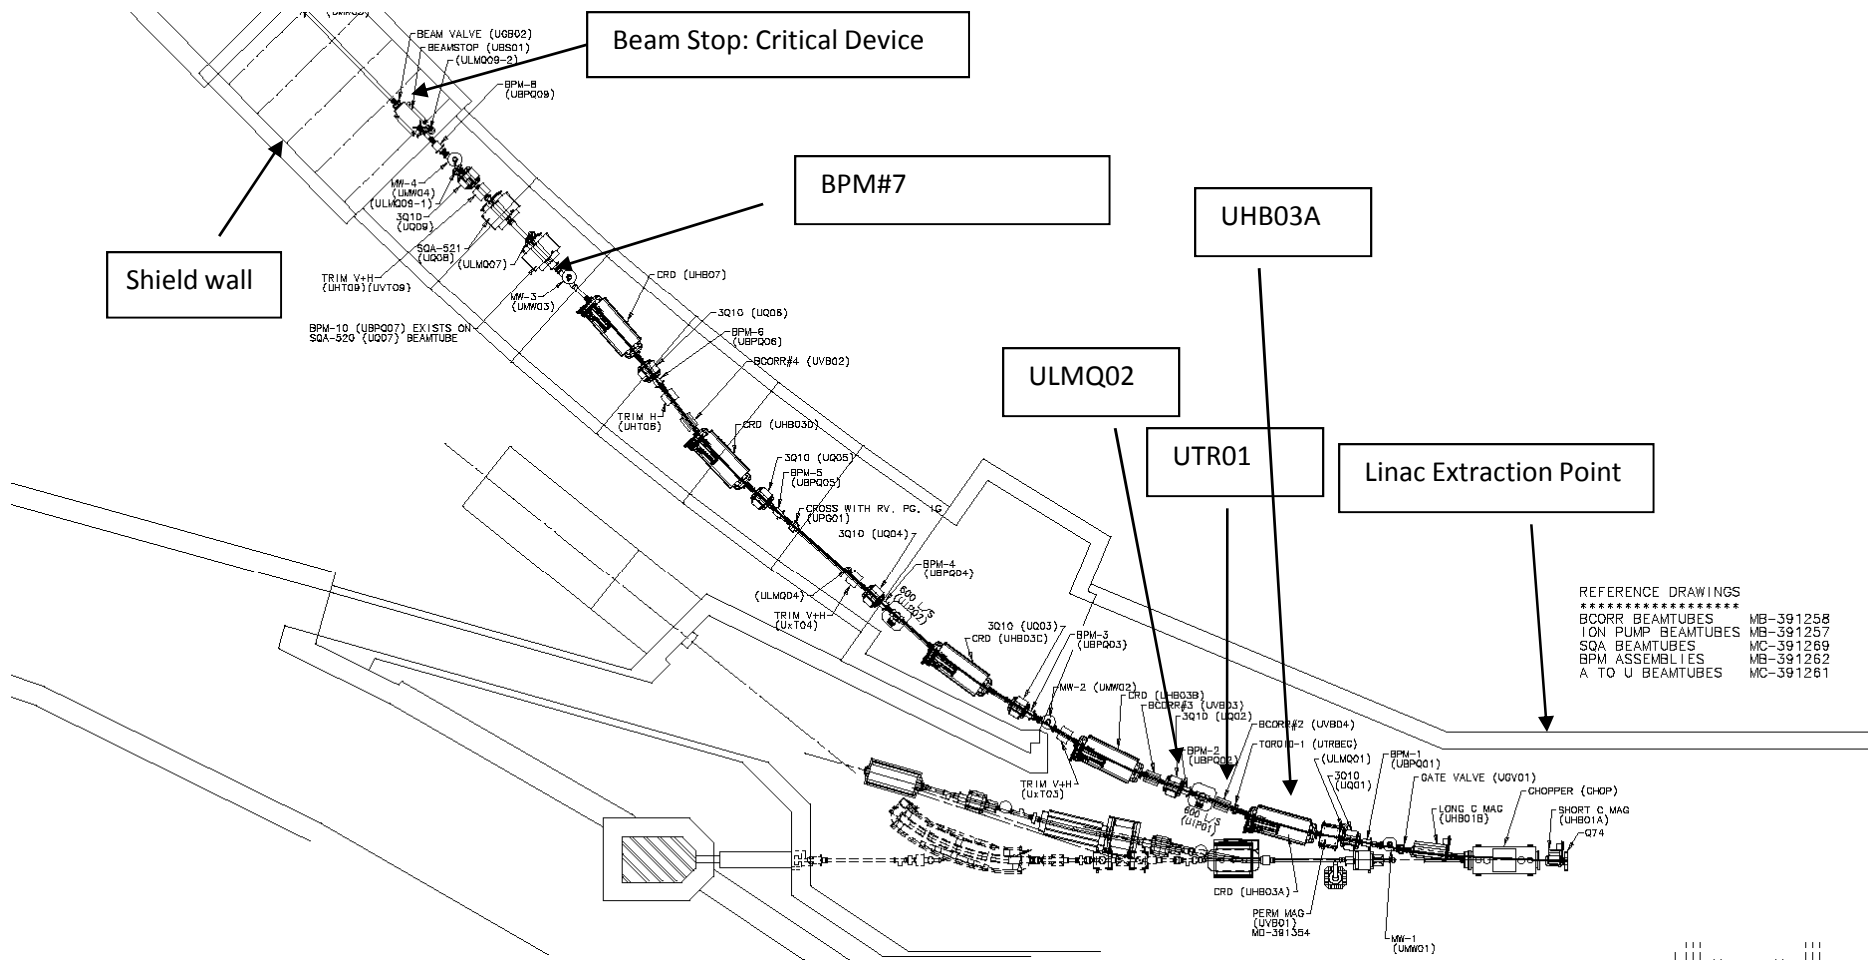 BEAM VALVE (UGB02)
BEAMSTOP (UBS01)
(ULMQ09-2)
BPM-8
(UBPQ09)
Beam Stop: Critical Device
BPM#7
UHB03A
Shield wall
MW-4
(UMW04)
(ULMQ09-1)
3Q10
(UQ09)
SQA-521
(UQ08)
(ULMQ07)
TRIM V+H
(UHT09)(UVT09)
MW-3
(UMW03)
BPM-10 (UBPQ07) EXISTS ON
SQA-520 (UQ07) BEAMTUBE
CRD (UHB07)
3Q10 (UQ06)
BPM-6
(UBPQ06)
BCORR#4 (UVB02)
TRIM H
(UHT06)
CRD (UHB03D)
3Q10 (UQ05)
BPM-5
(UBPQ05)
CROSS WITH RV, PG, IG
(UPG01)
3Q10 (UQ04)
BPM-4
(UBPQ04)
600 L/S
(UIP02)
(ULMQ04)
TRIM V+H
(UxT04)
ULMQ02
UTR01
Linac Extraction Point
3Q10 (UQ03)
CRD (UHB03C)
BPM-3
(UBPQ03)
MW-2 (UMW02)
CRD (UHB03B)
BCORR#3 (UVB03)
3Q10 (UQ02)
BCORR#2 (UVB04)
TOROID-1 (UTRBEG)
BPM-2
(UBPQ02)
(ULMQ01)
3Q10
(UQ01)
BPM-1
(UBPQ01)
GATE VALVE (UGV01)
LONG C MAG
(UHB01B)
CHOPPER (CHOP)
SHORT C MAG
(UHB01A)
Q74
TRIM V+H
(UxT03)
600 L/S
(UIP01)
CRD (UHB03A)
PERM MAG
(UVB01)
MD-391354
MW-1
(UMW01)
REFERENCE DRAWINGS
******************
BCORR BEAMTUBES MB-391258
ION PUMP BEAMTUBES MB-391257
SQA BEAMTUBES MC-391269
BPM ASSEMBLIES MB-391262
A TO U BEAMTUBES MC-391261